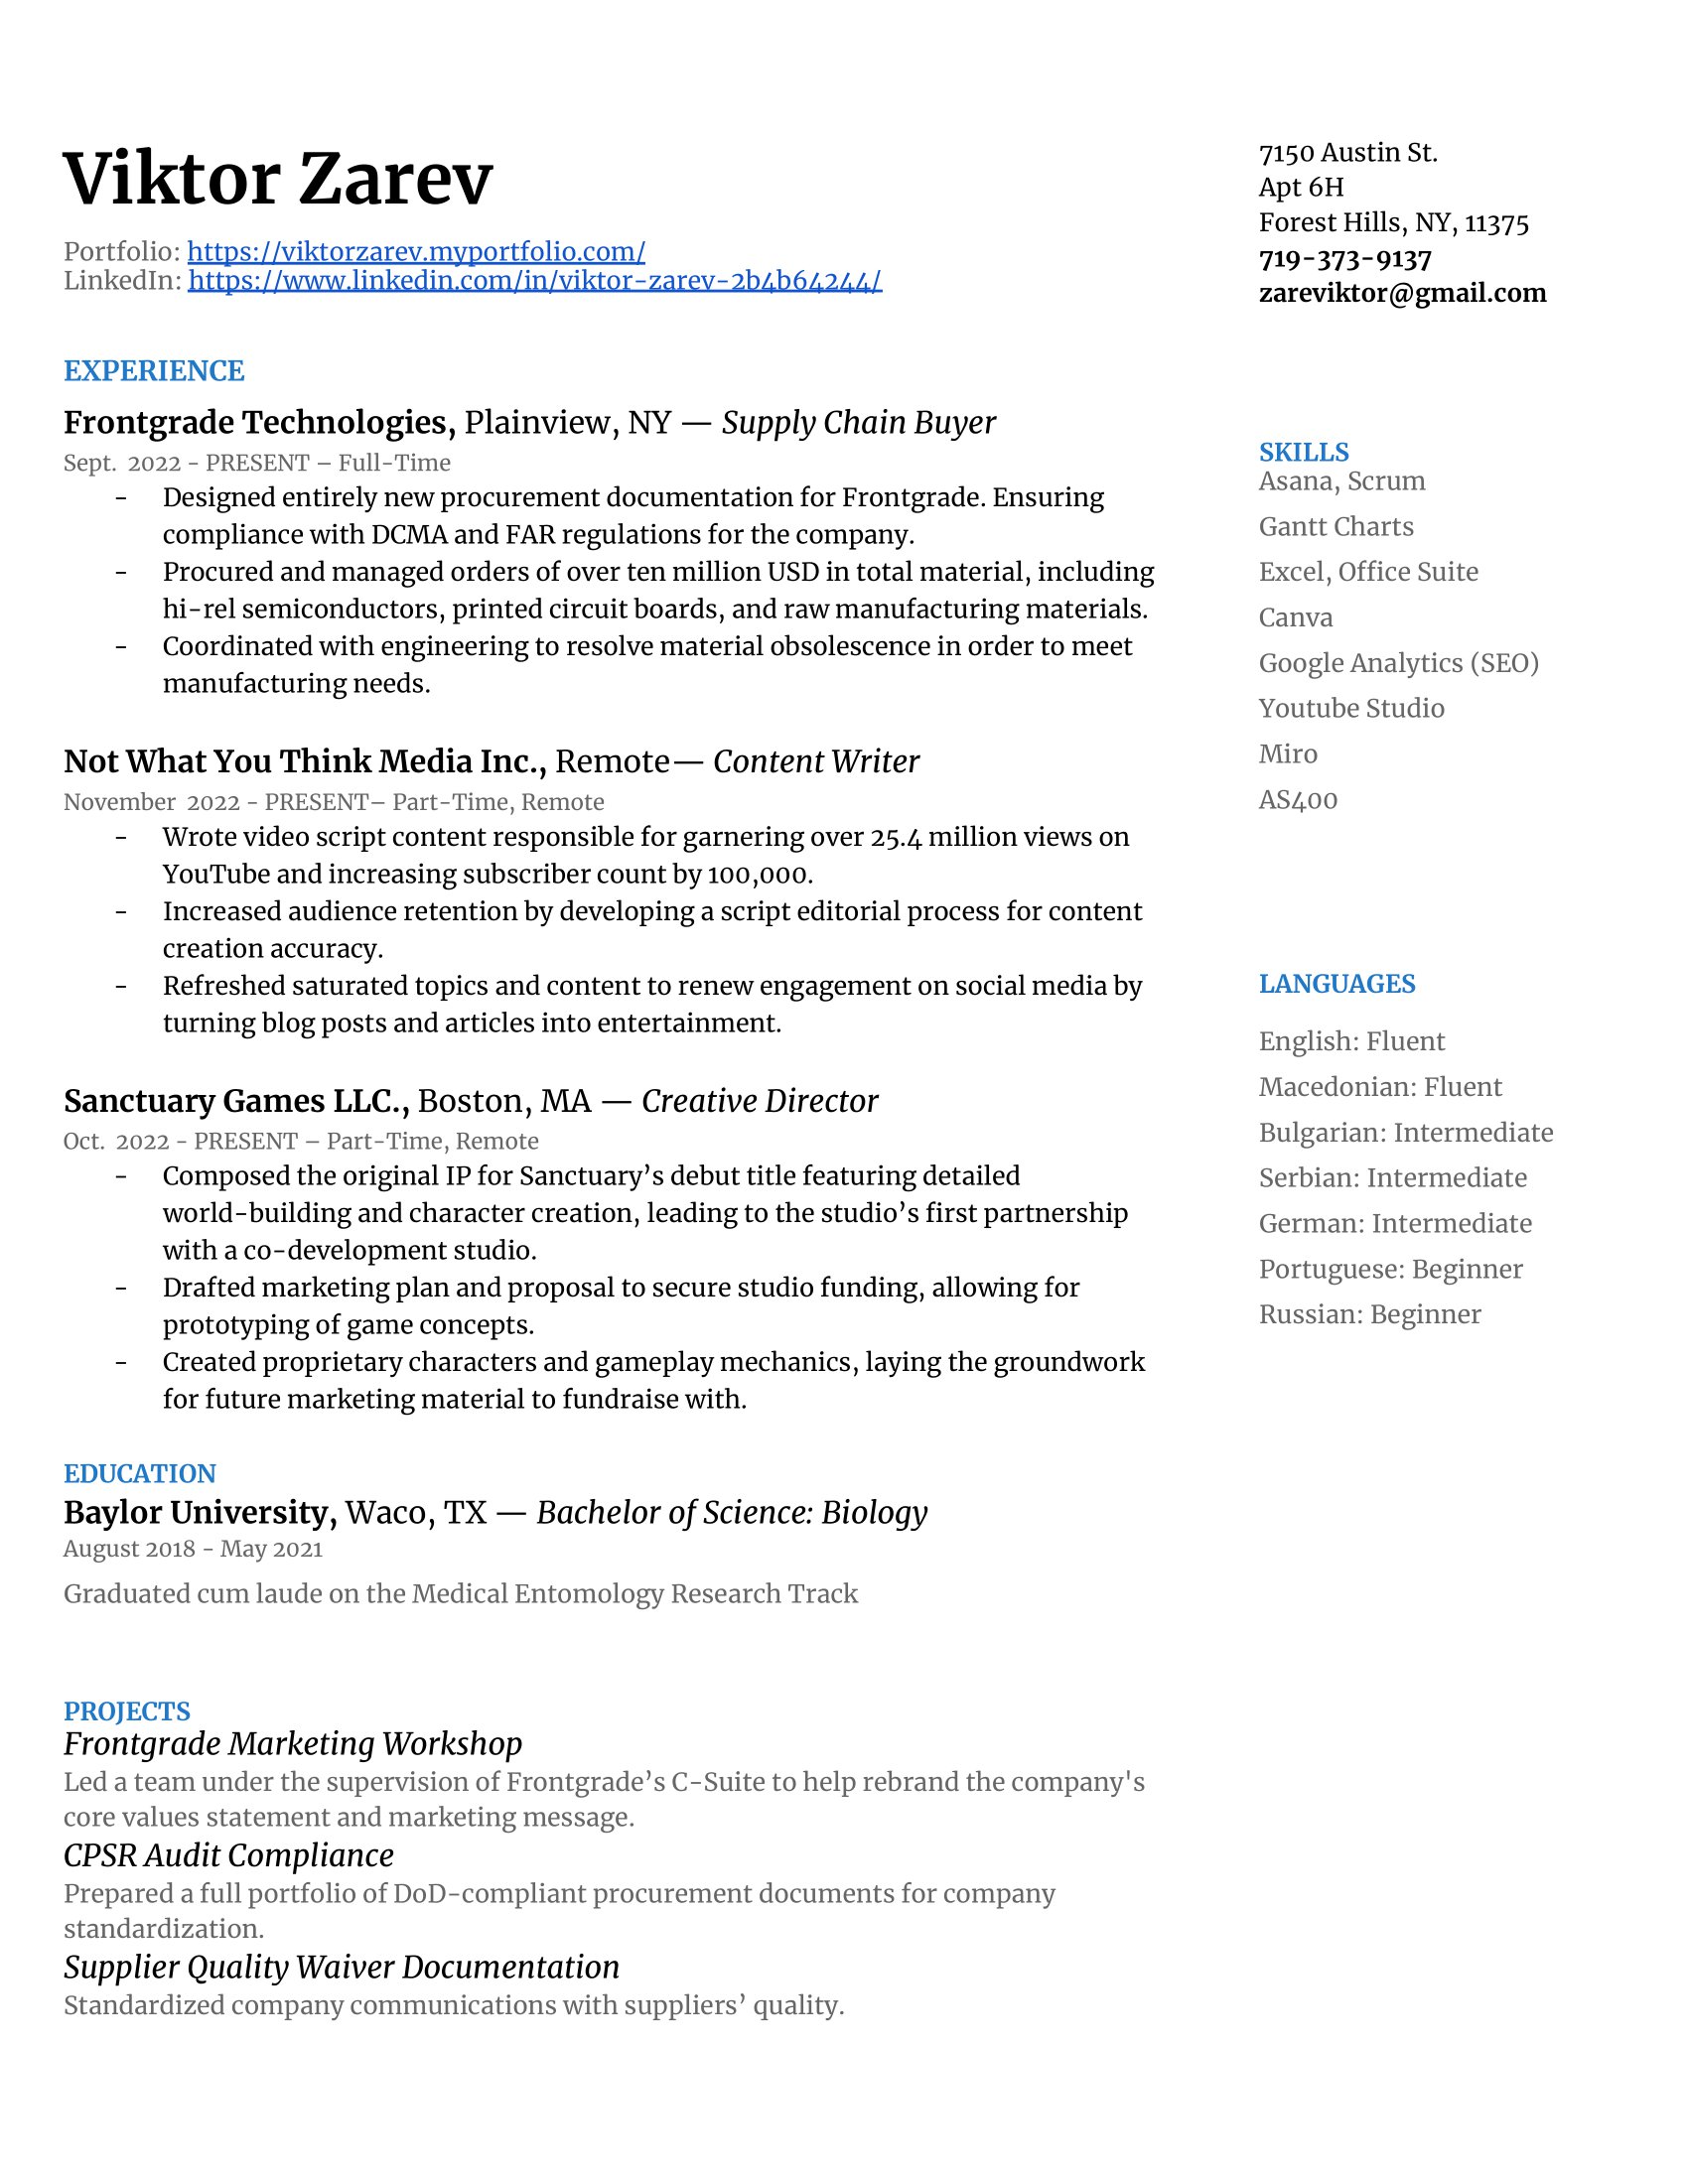 Viktor Zarev
Portfolio: https://viktorzarev.myportfolio.com/
LinkedIn: https://www.linkedin.com/in/viktor-zarev-2b4b64244/
7150 Austin St.
Apt 6H
Forest Hills, NY, 11375
719-373-9137
zareviktor@gmail.com
EXPERIENCE
Frontgrade Technologies, Plainview, NY — Supply Chain Buyer
Sept. 2022 - PRESENT – Full-Time
- Designed entirely new procurement documentation for Frontgrade. Ensuring
compliance with DCMA and FAR regulations for the company.
- Procured and managed orders of over ten million USD in total material, including
hi-rel semiconductors, printed circuit boards, and raw manufacturing materials.
- Coordinated with engineering to resolve material obsolescence in order to meet
manufacturing needs.
Not What You Think Media Inc., Remote— Content Writer
November 2022 - PRESENT– Part-Time, Remote
- Wrote video script content responsible for garnering over 25.4 million views on
YouTube and increasing subscriber count by 100,000.
- Increased audience retention by developing a script editorial process for content
creation accuracy.
- Refreshed saturated topics and content to renew engagement on social media by
turning blog posts and articles into entertainment.
Sanctuary Games LLC., Boston, MA — Creative Director
Oct. 2022 - PRESENT – Part-Time, Remote
- Composed the original IP for Sanctuary’s debut title featuring detailed
world-building and character creation, leading to the studio’s first partnership
with a co-development studio.
- Drafted marketing plan and proposal to secure studio funding, allowing for
prototyping of game concepts.
- Created proprietary characters and gameplay mechanics, laying the groundwork
for future marketing material to fundraise with.
EDUCATION
Baylor University, Waco, TX — Bachelor of Science: Biology
August 2018 - May 2021
Graduated cum laude on the Medical Entomology Research Track
PROJECTS
Frontgrade Marketing Workshop
Led a team under the supervision of Frontgrade’s C-Suite to help rebrand the company's
core values statement and marketing message.
CPSR Audit Compliance
Prepared a full portfolio of DoD-compliant procurement documents for company
standardization.
Supplier Quality Waiver Documentation
Standardized company communications with suppliers’ quality.
SKILLS
Asana, Scrum
Gantt Charts
Excel, Office Suite
Canva
Google Analytics (SEO)
Youtube Studio
Miro
AS400
LANGUAGES
English: Fluent
Macedonian: Fluent
Bulgarian: Intermediate
Serbian: Intermediate
German: Intermediate
Portuguese: Beginner
Russian: Beginner